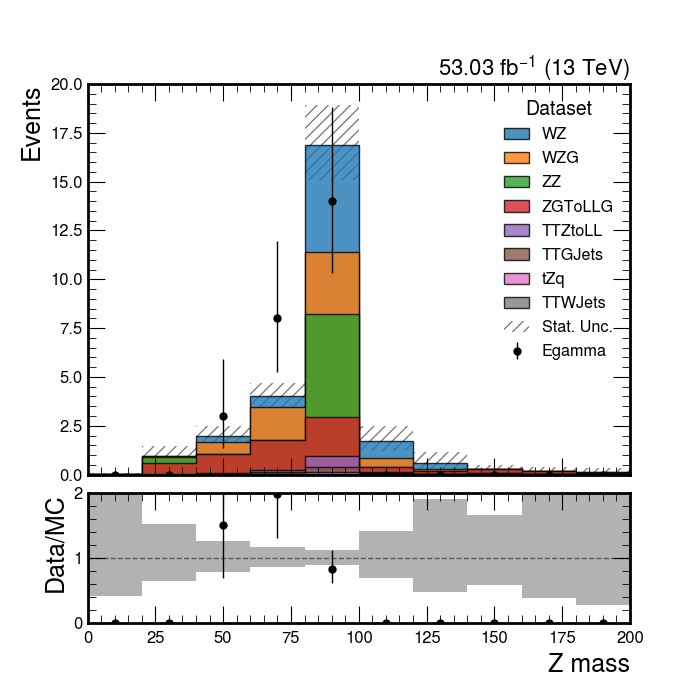 53.03 fb⁻¹ (13 TeV)
Events
20.0
17.5
15.0
12.5
10.0
7.5
5.0
2.5
0.0
Dataset
WZ
WZG
ZZ
ZGToLLG
TTZtoLL
TTGJets
tZq
TTWJets
Stat. Unc.
Egamma
Data/MC
2
1
0
0 25 50 75 100 125 150 175 200
Z mass